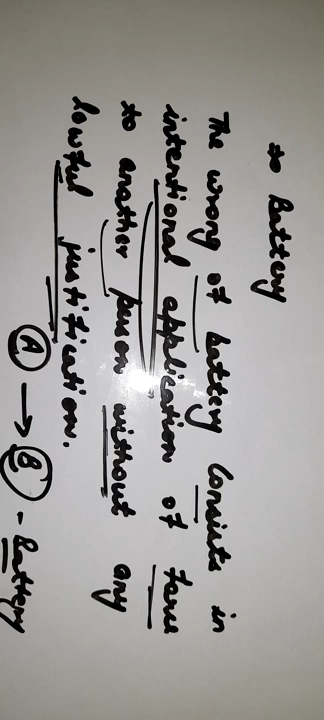 ⇒ Battery
The wrong of battery consists in
intentional application of force
to another person without any
lawful justification.
A → B - Battery